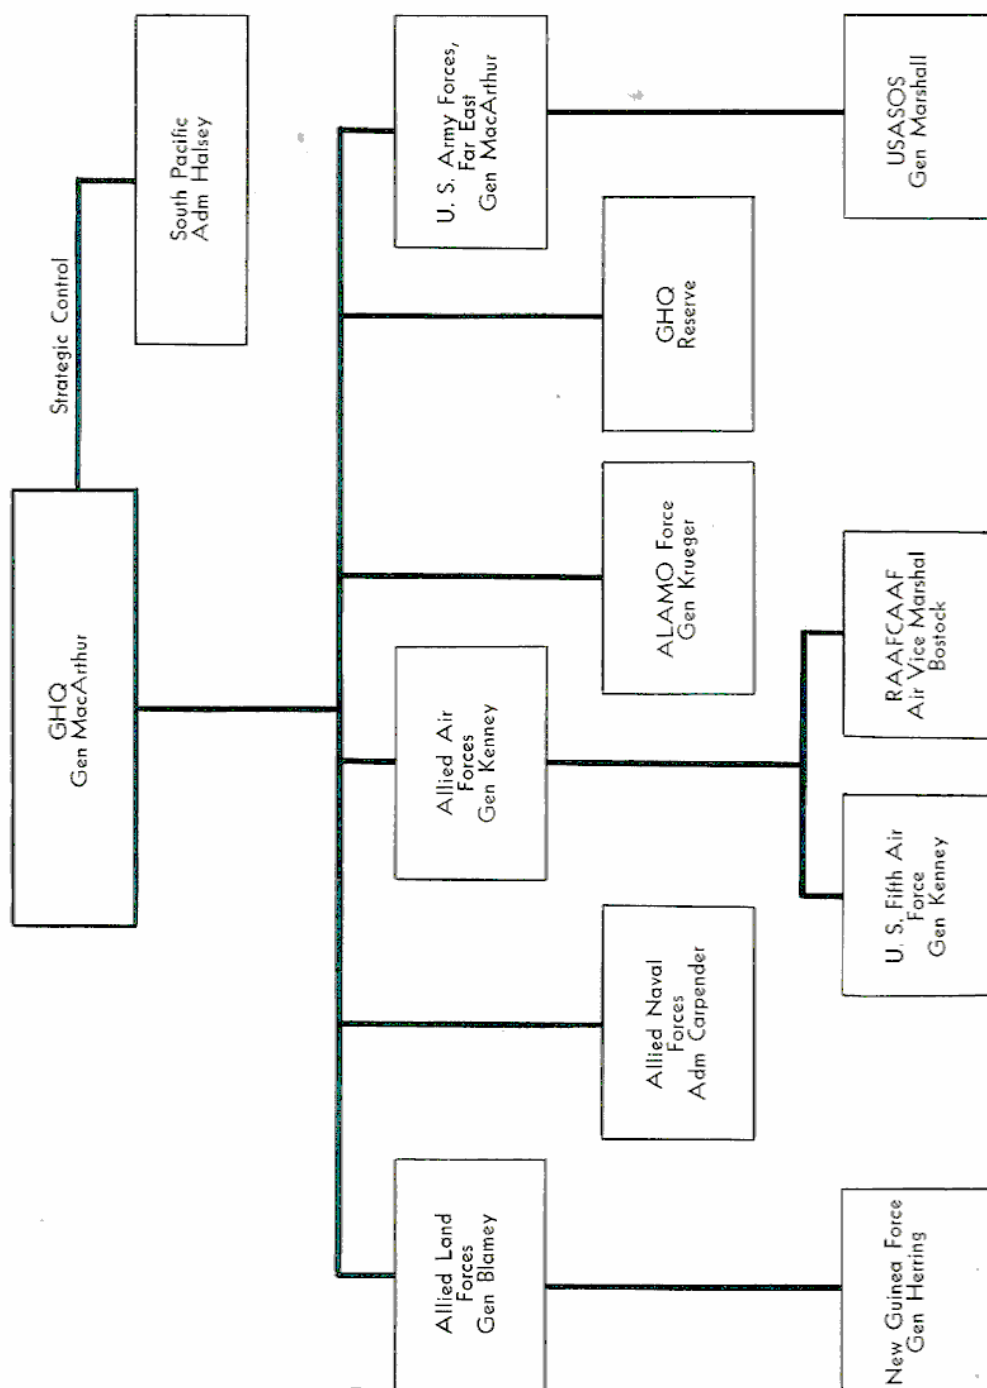 GHQ
Gen MacArthur
Strategic Control
South Pacific
Adm Halsey
Allied Land
Forces
Gen Blamey
Allied Naval
Forces
Adm Carpender
Allied Air
Forces
Gen Kenney
ALAMO Force
Gen Krueger
GHQ
Reserve
U. S. Army Forces,
Far East
Gen MacArthur
New Guinea Force
Gen Herring
U. S. Fifth Air
Force
Gen Kenney
RAAFCAAF
Air Vice Marshal
Bostock
USASOS
Gen Marshall